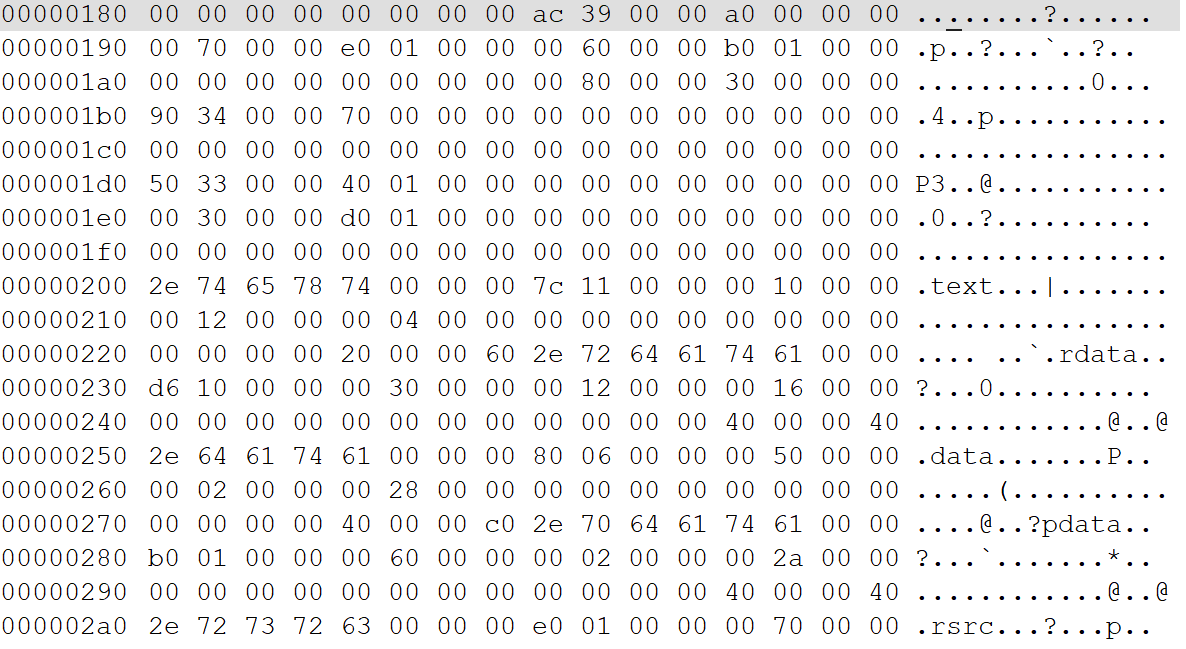 00000180 00 00 00 00 00 00 00 00 ac 39 00 00 a0 00 00 00 ........?......
00000190 00 70 00 00 e0 01 00 00 00 60 00 00 b0 01 00 00 .p..?...`..?..
000001a0 00 00 00 00 00 00 00 00 00 80 00 00 30 00 00 00 ...........0...
000001b0 90 34 00 00 70 00 00 00 00 00 00 00 00 00 00 00 .4..p...........
000001c0 00 00 00 00 00 00 00 00 00 00 00 00 00 00 00 00 ................
000001d0 50 33 00 00 40 01 00 00 00 00 00 00 00 00 00 00 P3..@...........
000001e0 00 30 00 00 d0 01 00 00 00 00 00 00 00 00 00 00 .0..?..........
000001f0 00 00 00 00 00 00 00 00 00 00 00 00 00 00 00 00 ................
00000200 2e 74 65 78 74 00 00 00 7c 11 00 00 00 10 00 00 .text...|.......
00000210 00 12 00 00 00 04 00 00 00 00 00 00 00 00 00 00 ................
00000220 00 00 00 00 20 00 00 60 2e 72 64 61 74 61 00 00 .... ..`.rdata..
00000230 d6 10 00 00 00 30 00 00 00 12 00 00 00 16 00 00 ?...0..........
00000240 00 00 00 00 00 00 00 00 00 00 00 00 40 00 00 40 ............@..@
00000250 2e 64 61 74 61 00 00 00 80 06 00 00 00 50 00 00 .data.......P..
00000260 00 02 00 00 00 28 00 00 00 00 00 00 00 00 00 00 .....(..........
00000270 00 00 00 00 40 00 00 c0 2e 70 64 61 74 61 00 00 ....@..?pdata..
00000280 b0 01 00 00 00 60 00 00 00 02 00 00 00 2a 00 00 ?...`.......*..
00000290 00 00 00 00 00 00 00 00 00 00 00 00 40 00 00 40 ............@..@
000002a0 2e 72 73 72 63 00 00 00 e0 01 00 00 00 70 00 00 .rsrc...?...p..